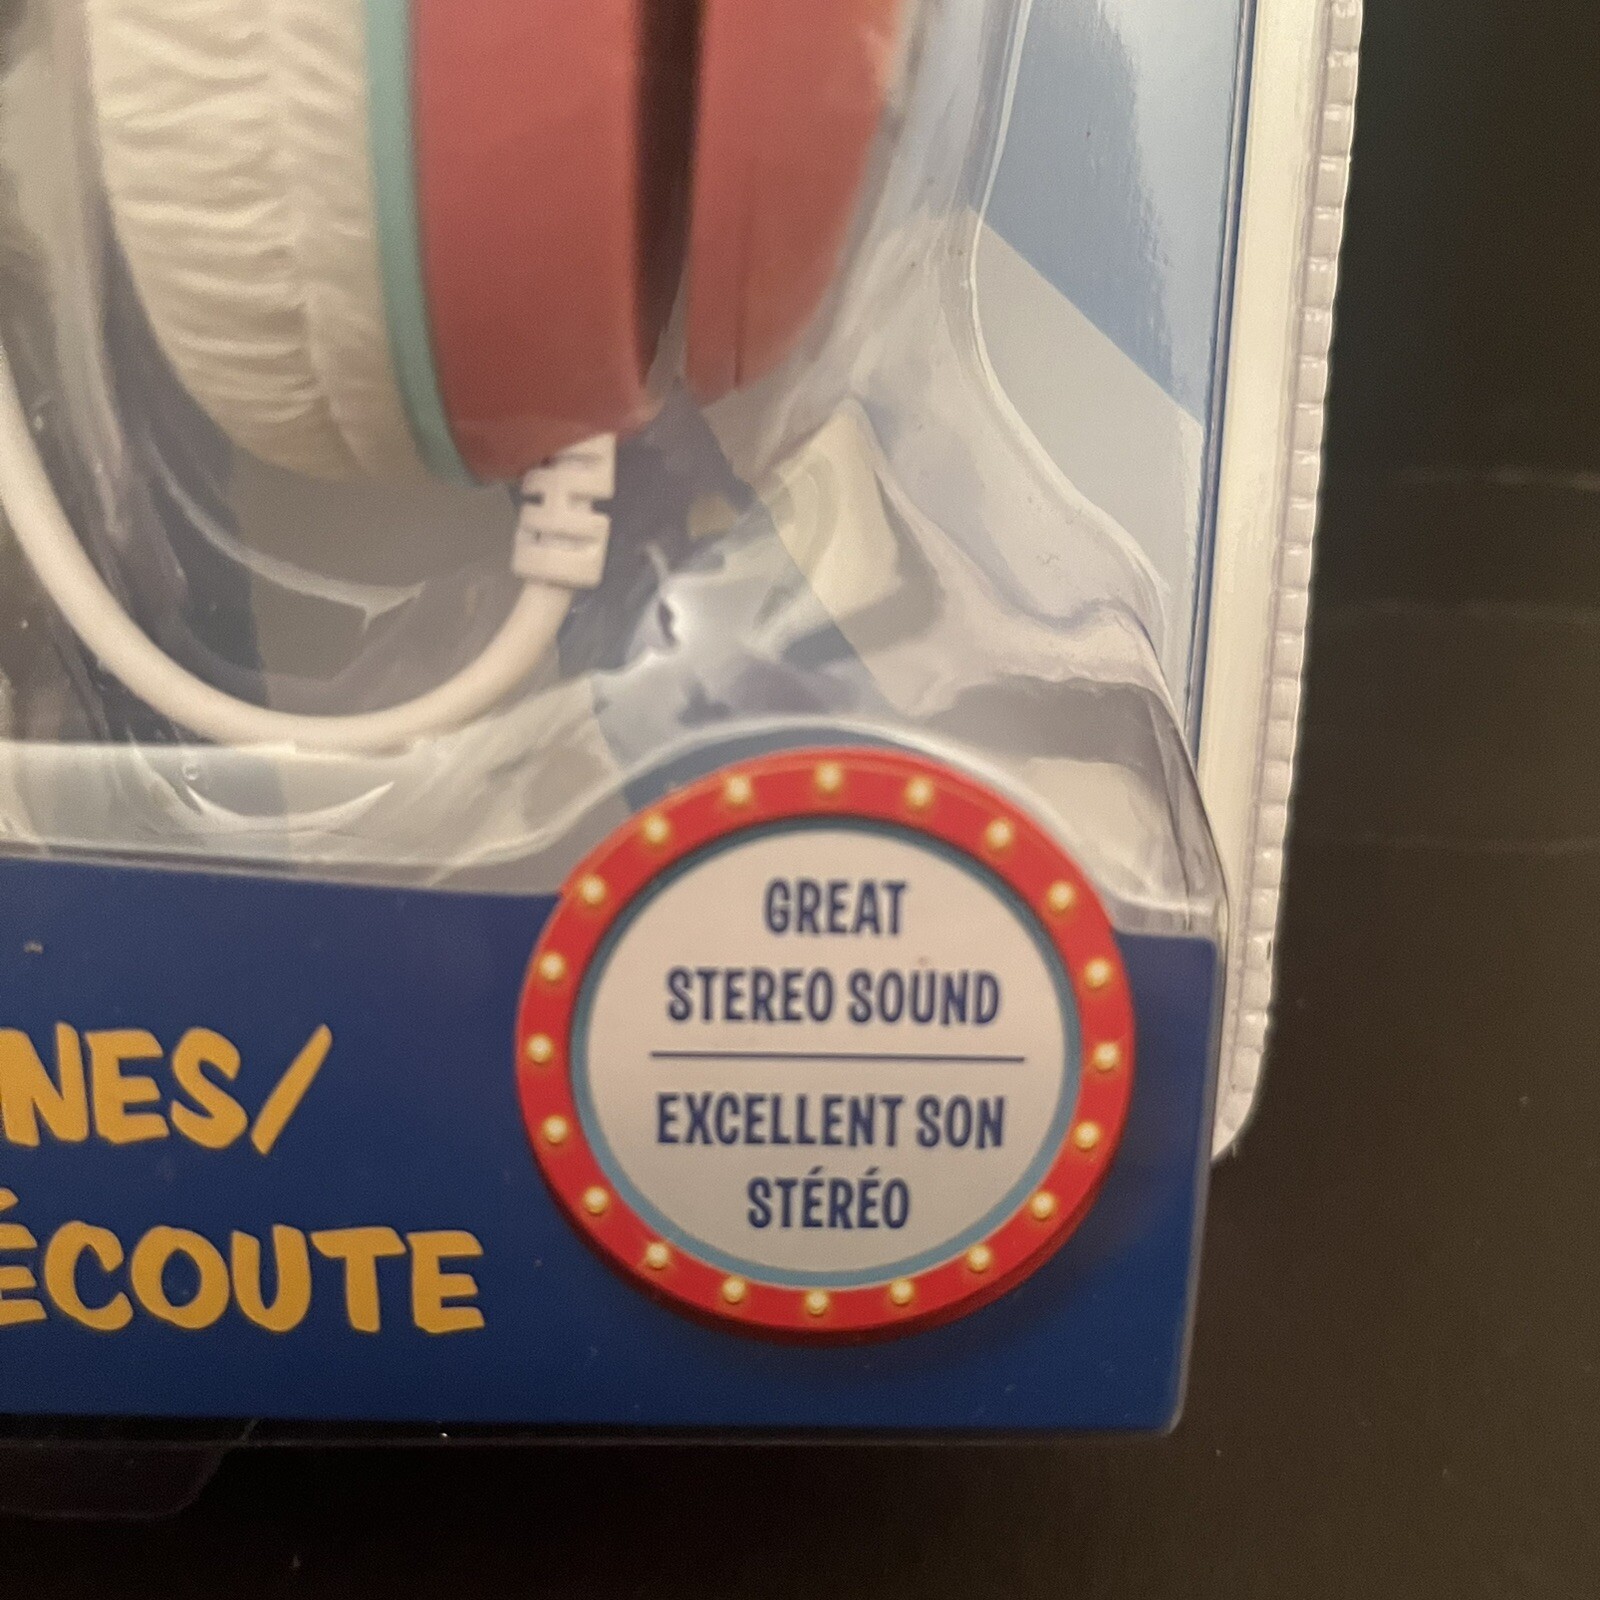 GREAT
STEREO SOUND
EXCELLENT SON
STÉRÉO
NES/
ÉCOUTE